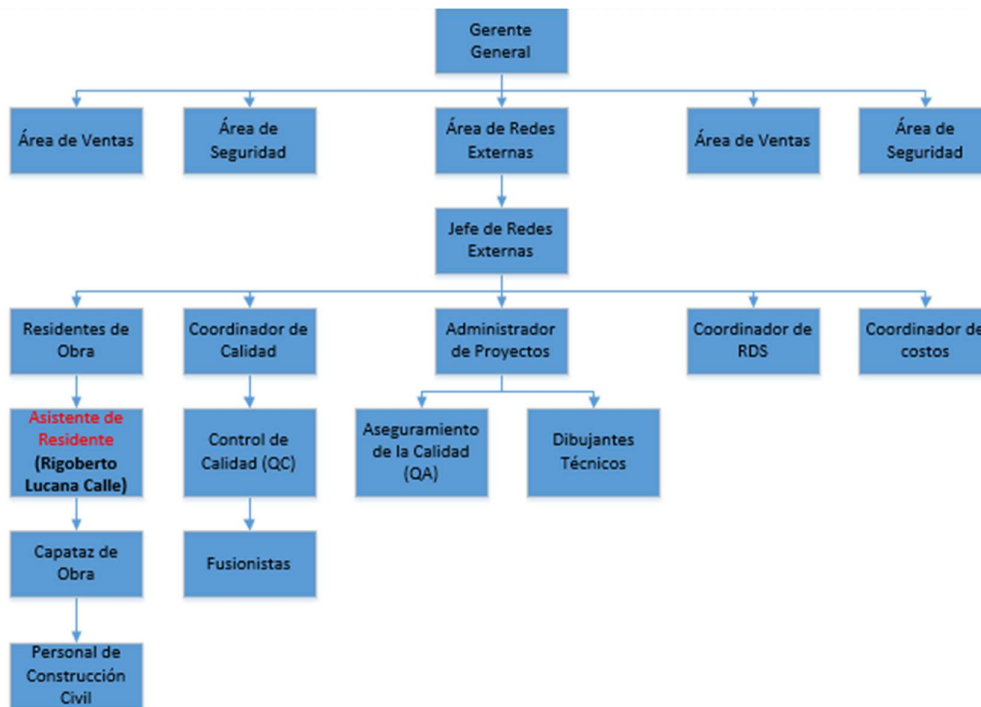 Gerente
General
Área de Ventas
Área de
Seguridad
Área de Redes
Externas
Área de Ventas
Área de
Seguridad
Jefe de Redes
Externas
Residentes de
Obra
Coordinador de
Calidad
Administrador
de Proyectos
Coordinador de
RDS
Coordinador de
costos
Asistente de
Residente
(Rigoberto
Lucana Calle)
Control de
Calidad (QC)
Aseguramiento
de la Calidad
(QA)
Dibujantes
Técnicos
Capataz de
Obra
Fusionistas
Personal de
Construcción
Civil